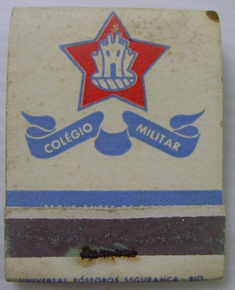 COLÉGIO MILITAR
UNIVERSAL FÓSFOROS SEGURANÇA - RIO